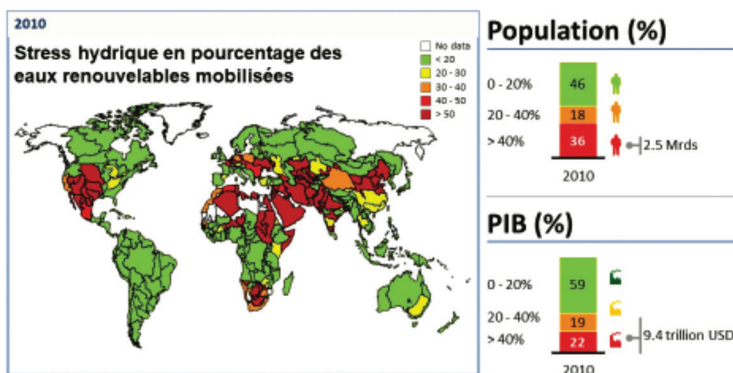 2010
Stress hydrique en pourcentage des
eaux renouvelables mobilisées
No data
< 20
20 - 30
30 - 40
40 - 50
> 50
Population (%)
0 - 20%
46
20 - 40%
18
> 40%
36
2.5 Mrds
2010
PIB (%)
0 - 20%
59
20 - 40%
19
> 40%
22
9.4 trillion USD
2010